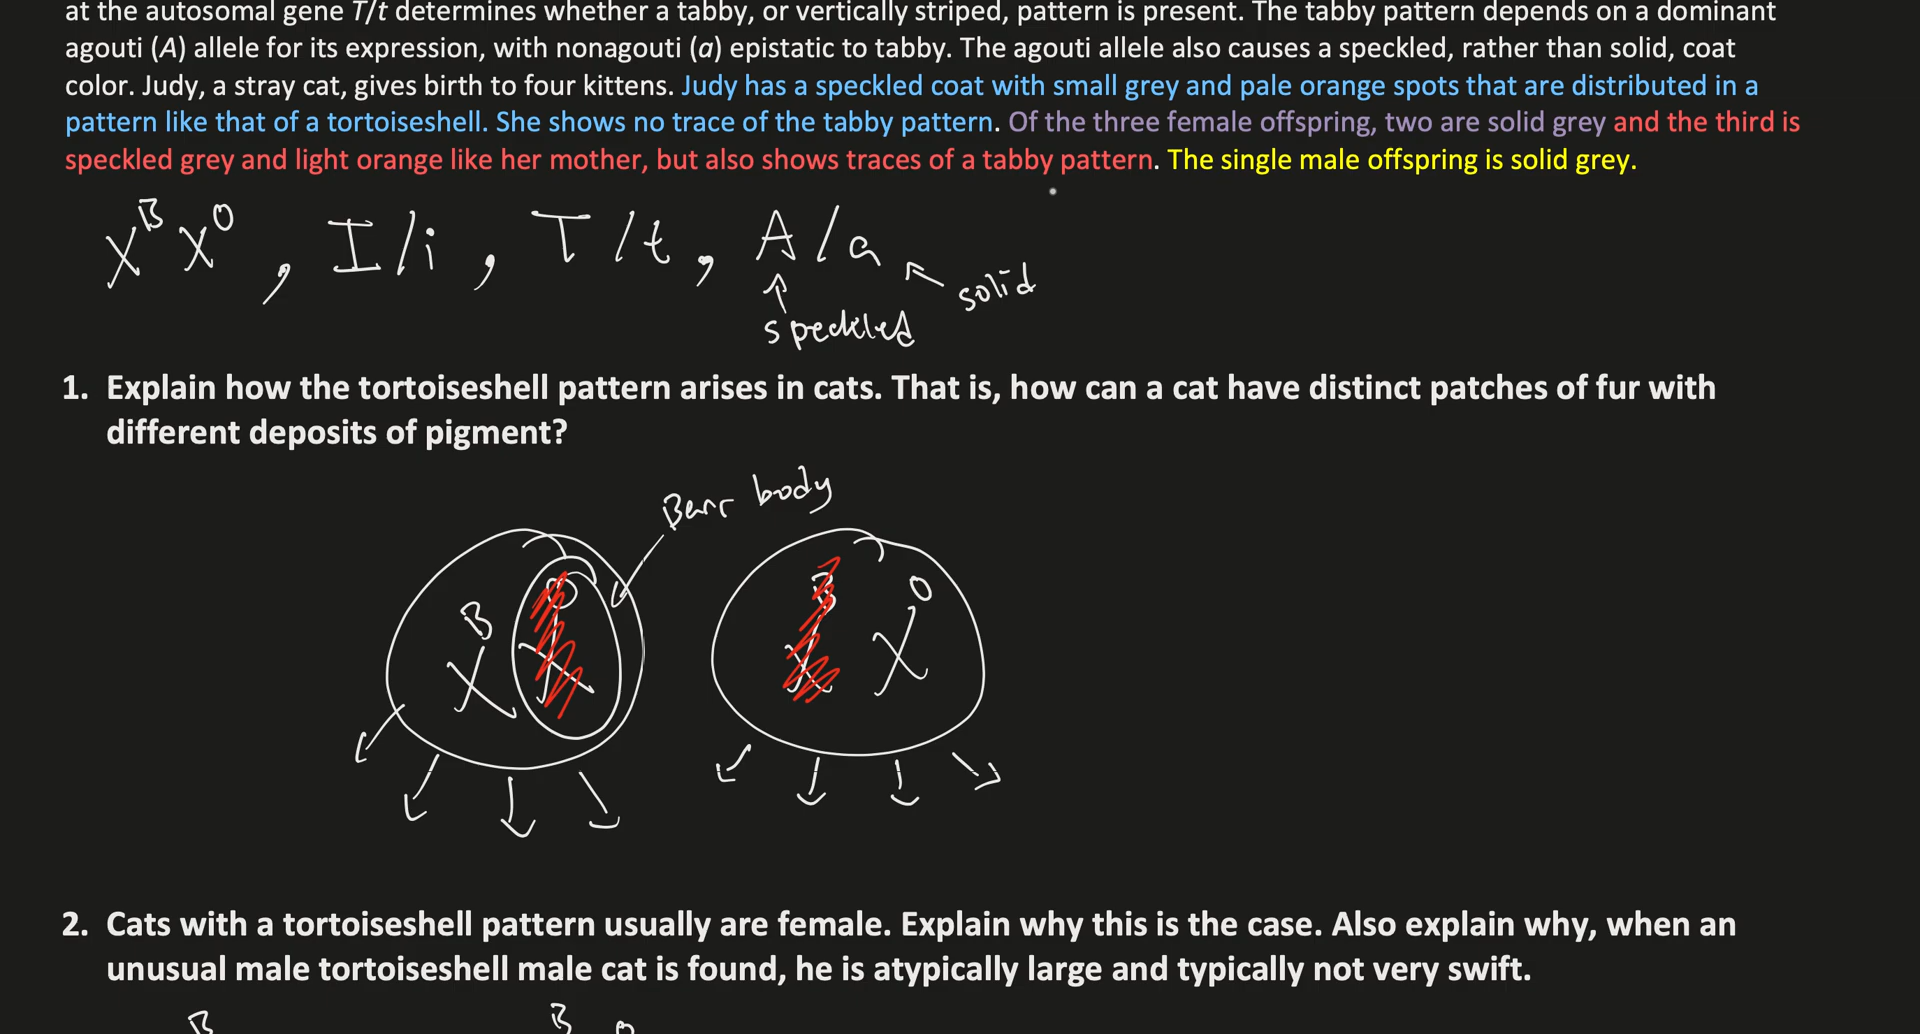 at the autosomal gene T/t determines whether a tabby, or vertically striped, pattern is present. The tabby pattern depends on a dominant
agouti (A) allele for its expression, with nonagouti (a) epistatic to tabby. The agouti allele also causes a speckled, rather than solid, coat
color. Judy, a stray cat, gives birth to four kittens. Judy has a speckled coat with small grey and pale orange spots that are distributed in a
pattern like that of a tortoiseshell. She shows no trace of the tabby pattern. Of the three female offspring, two are solid grey and the third is
speckled grey and light orange like her mother, but also shows traces of a tabby pattern. The single male offspring is solid grey.
X^B X^O , I/i , T/t , A/a
solid
speckled
1. Explain how the tortoiseshell pattern arises in cats. That is, how can a cat have distinct patches of fur with
different deposits of pigment?
Barr body
X^B X^O X^B X^O
2. Cats with a tortoiseshell pattern usually are female. Explain why this is the case. Also explain why, when an
unusual male tortoiseshell male cat is found, he is atypically large and typically not very swift.
B B O